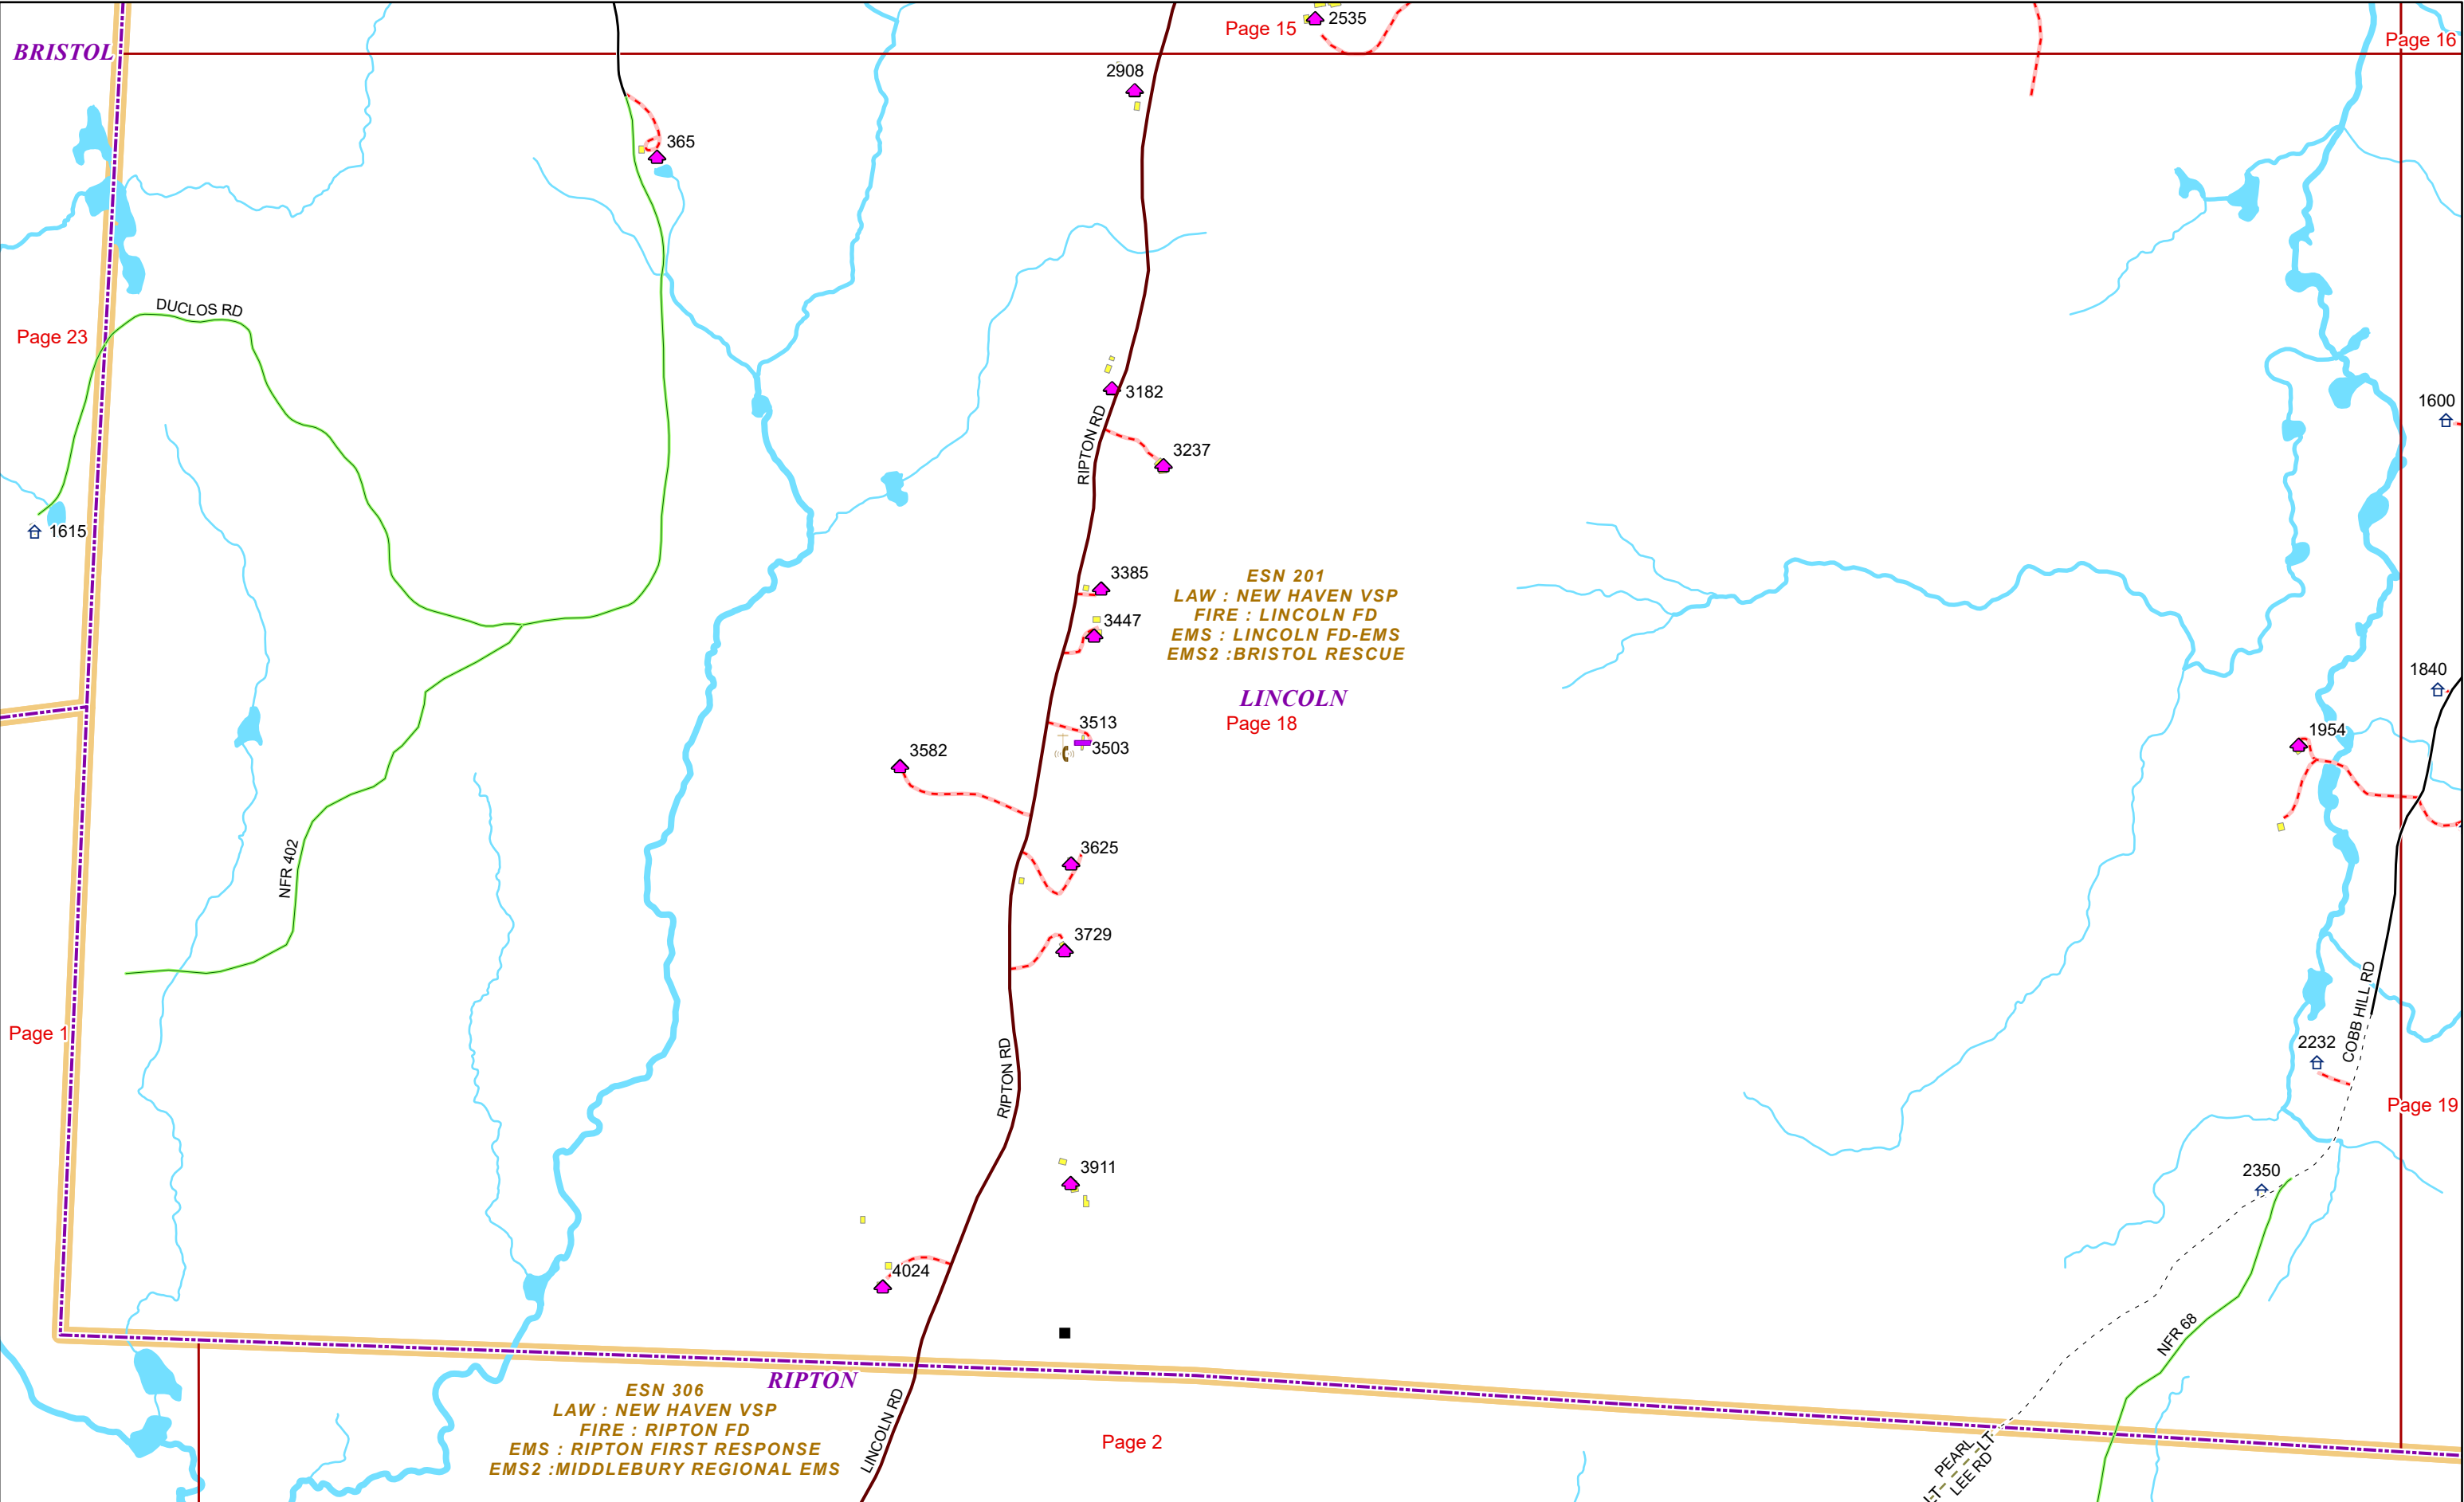 2535
Page 15
Page 16
BRISTOL
2908
365
DUCLOS RD
Page 23
3182
1600
RIPTON RD
3237
1615
3385
ESN 201
LAW : NEW HAVEN VSP
FIRE : LINCOLN FD
EMS : LINCOLN FD-EMS
EMS2 :BRISTOL RESCUE
3447
1840
LINCOLN
Page 18
3513
3503
1954
3582
3625
NFR 402
3729
Page 1
COBB HILL RD
2232
RIPTON RD
Page 19
3911
2350
4024
NFR 68
RIPTON
ESN 306
LAW : NEW HAVEN VSP
FIRE : RIPTON FD
EMS : RIPTON FIRST RESPONSE
EMS2 :MIDDLEBURY REGIONAL EMS
LINCOLN RD
Page 2
PEARL
LEE RD
LT
LT